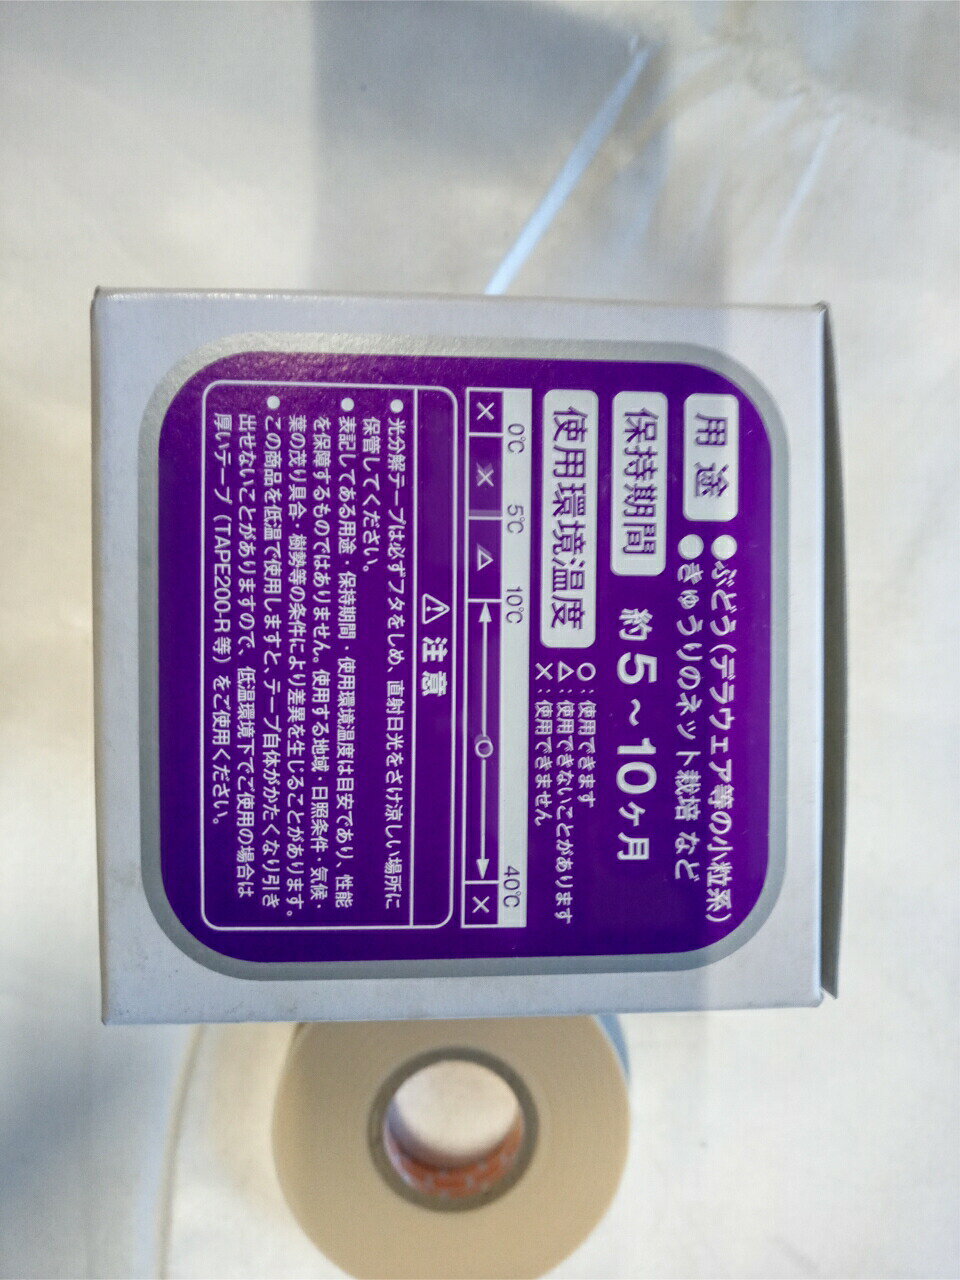 用途
●ぶどう（デラウェア等の小粒系）
●きゅうりのネット栽培 など
保持期間
約5～10ヶ月
使用環境温度
○：使用できます
△：使用できないことがあります
×：使用できません
0℃ 5℃ 10℃ 40℃
× × △ ○ ×
⚠注意
●光分解テープは必ずフタをしめ、直射日光をさけ涼しい場所に
保管してください。
●表記してある用途・保持期間・使用環境温度は目安であり、性能
を保障するものではありません。使用する地域・日照条件・気候・
葉の茂り具合・樹勢等の条件により差異を生じることがあります。
●この商品を低温で使用しますと、テープ自体がかたくなり引き
出せないことがありますので、低温環境下でご使用の場合は
厚いテープ（TAPE200-R等）をご使用ください。